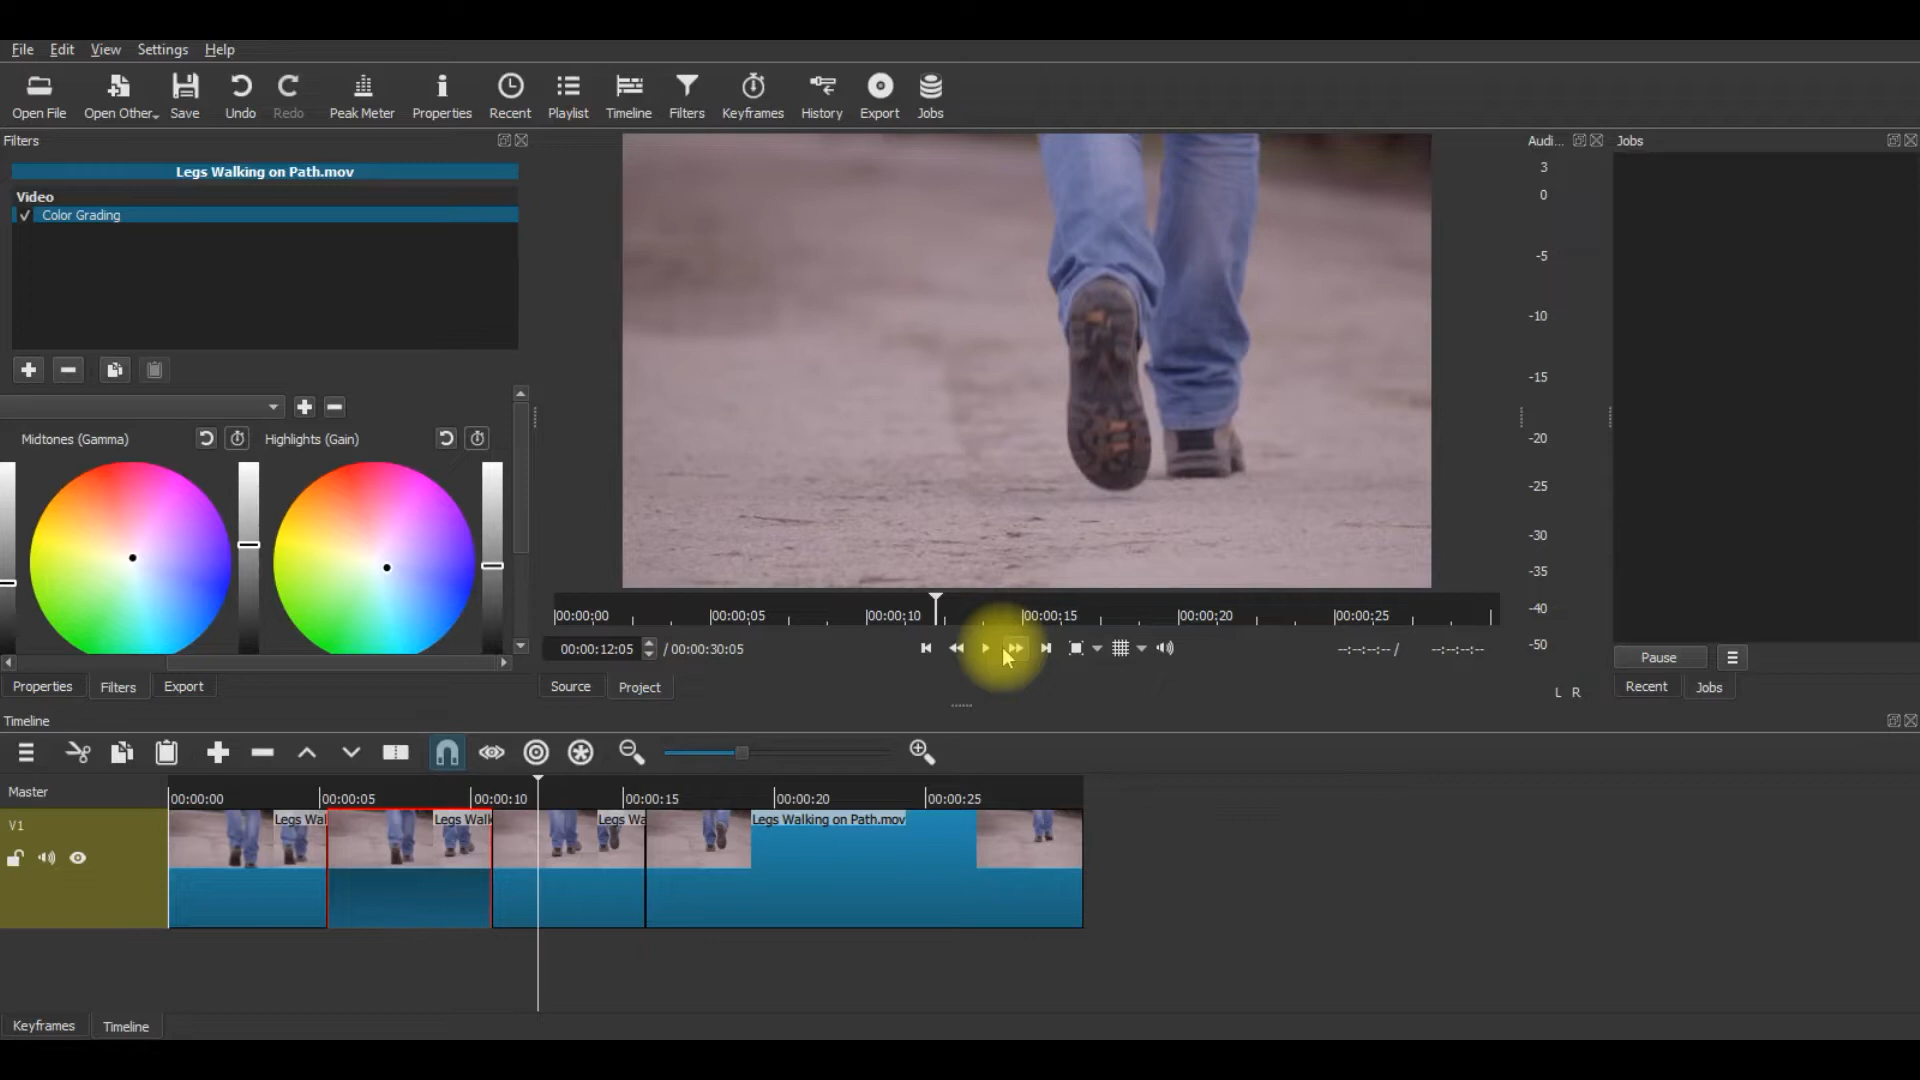 File Edit View Settings Help
Open File Open Other Save Undo Redo Peak Meter Properties Recent Playlist Timeline Filters Keyframes History Export Jobs
Filters Audi... Jobs
Legs Walking on Path.mov
Video
Color Grading
Midtones (Gamma) Highlights (Gain)
3
0
-5
-10
-15
-20
-25
-30
-35
-40
-50
00:00:00 00:00:05 00:00:10 00:00:15 00:00:20 00:00:25
00:00:12:05 / 00:00:30:05 --:--:--:-- / --:--:--:--
Pause
Properties Filters Export Source Project L R Recent Jobs
Timeline
Master 00:00:00 00:00:05 00:00:10 00:00:15 00:00:20 00:00:25
V1 Legs Wal Legs Walk Legs Wa Legs Walking on Path.mov
Keyframes Timeline